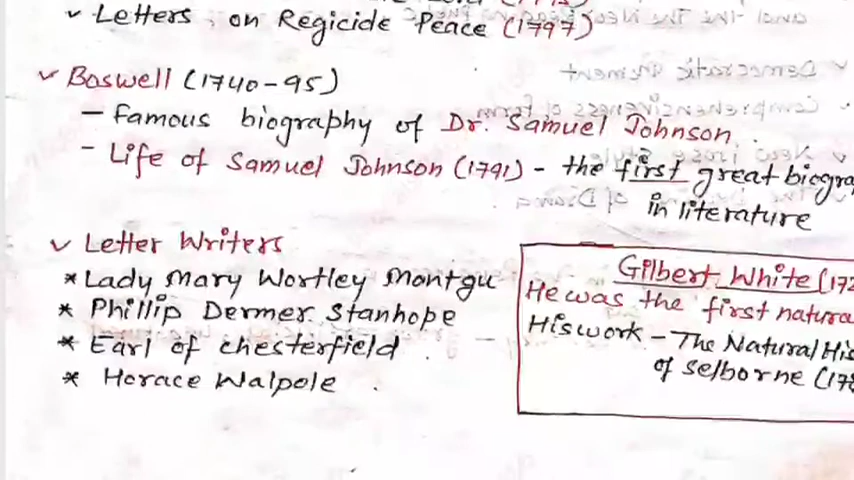 ✓ Letters on Regicide Peace (1797)
✓ Boswell (1740-95)
- Famous biography of Dr. Samuel Johnson.
- Life of Samuel Johnson (1791) - the first great biogra
in literature
✓ Letter Writers
* Lady Mary Wortley Montgu
* Phillip Dermer Stanhope
* Earl of chesterfield
* Horace Walpole
Gilbert White (172
He was the first natura
His work - The Natural His
of Selborne (178